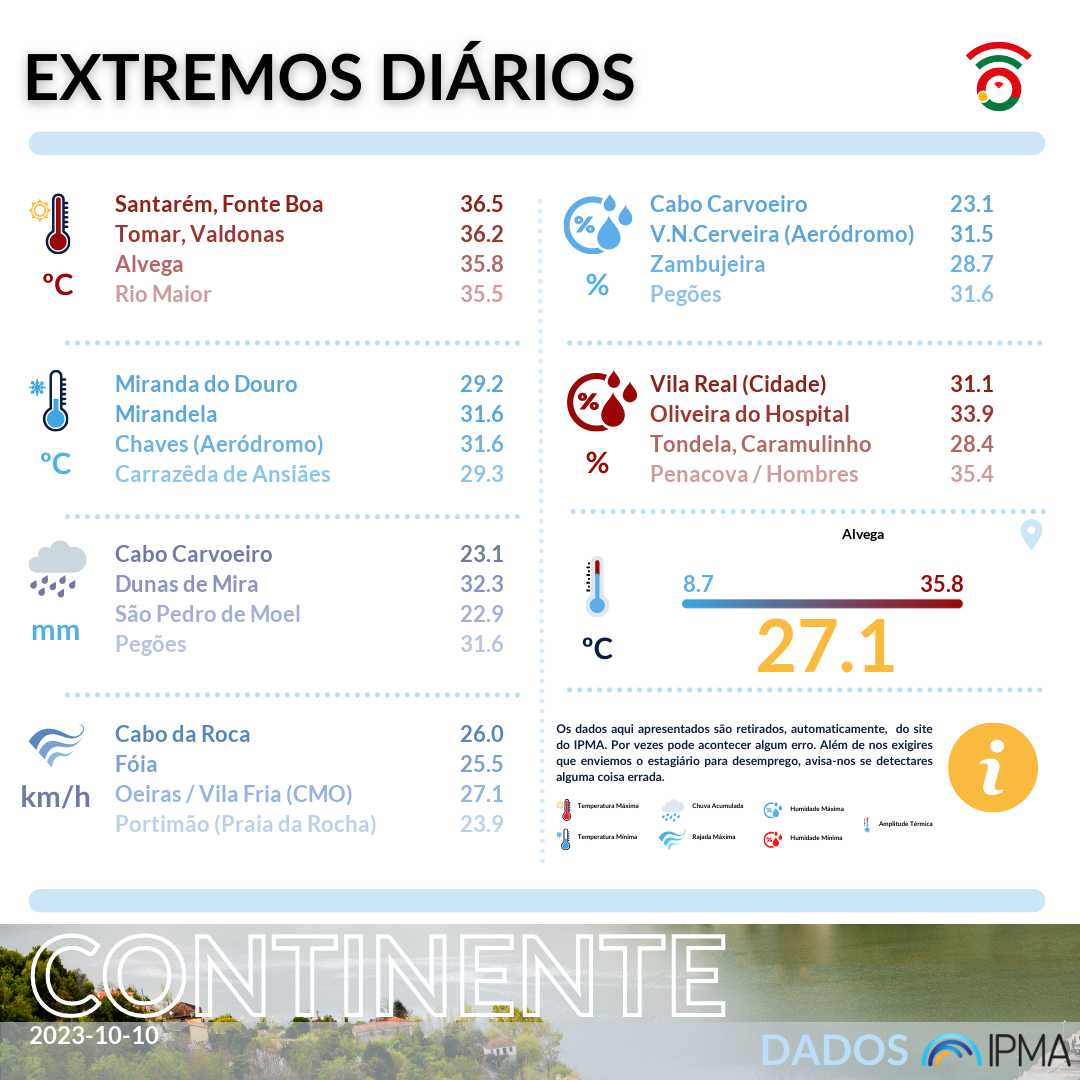 EXTREMOS DIÁRIOS
Santarém, Fonte Boa 36.5
Tomar, Valdonas 36.2
Alvega 35.8
Rio Maior 35.5
ºC
Miranda do Douro 29.2
Mirandela 31.6
Chaves (Aeródromo) 31.6
Carrazêda de Ansiães 29.3
ºC
Cabo Carvoeiro 23.1
Dunas de Mira 32.3
São Pedro de Moel 22.9
Pegões 31.6
mm
Cabo da Roca 26.0
Fóia 25.5
Oeiras / Vila Fria (CMO) 27.1
Portimão (Praia da Rocha) 23.9
km/h
%
Cabo Carvoeiro 23.1
V.N.Cerveira (Aeródromo) 31.5
Zambujeira 28.7
Pegões 31.6
%
%
Vila Real (Cidade) 31.1
Oliveira do Hospital 33.9
Tondela, Caramulinho 28.4
Penacova / Hombres 35.4
%
Alvega
8.7 35.8
27.1
ºC
Os dados aqui apresentados são retirados, automaticamente, do site
do IPMA. Por vezes pode acontecer algum erro. Além de nos exigires
que enviemos o estagiário para desemprego, avisa-nos se detectares
alguma coisa errada.
i
Temperatura Máxima Chuva Acumulada Humidade Máxima
Amplitude Térmica
Temperatura Mínima Rajada Máxima Humidade Mínima
CONTINENTE
2023-10-10
DADOS IPMA